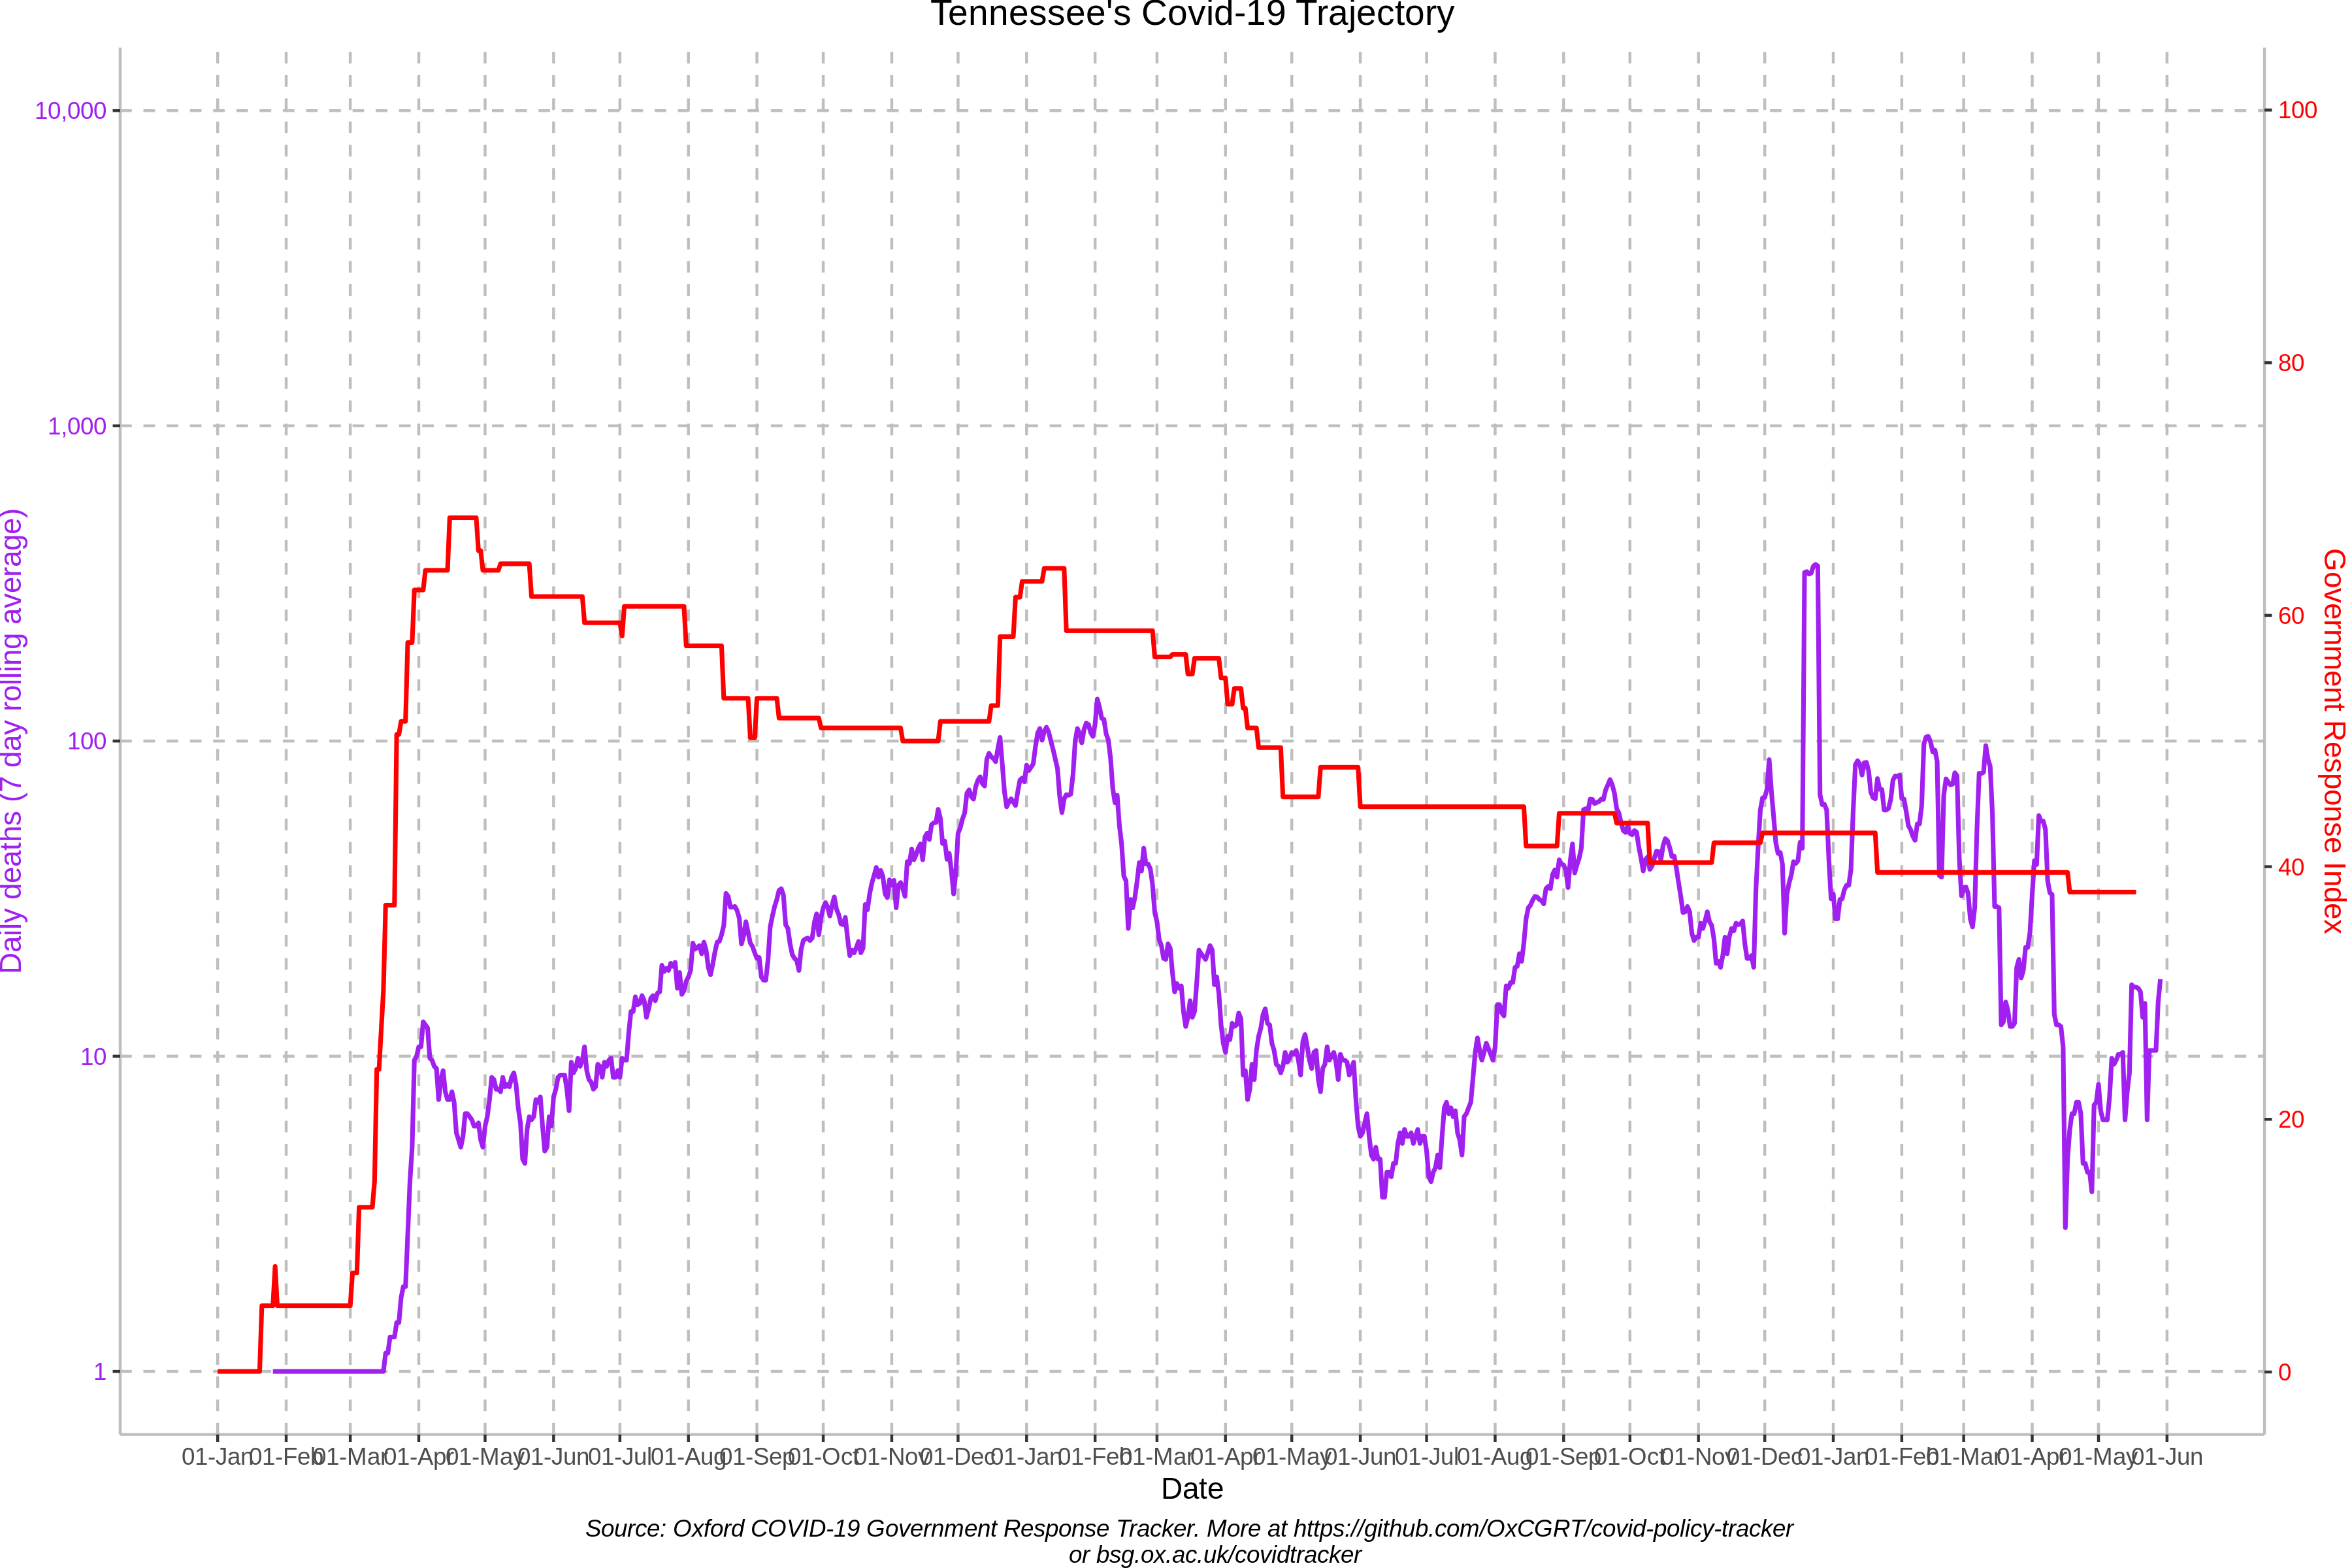 Tennessee's Covid-19 Trajectory
10,000
1,000
100
10
1
Daily deaths (7 day rolling average)
100
80
60
40
20
0
Government Response Index
01-Jan 01-Feb 01-Mar 01-Apr 01-May 01-Jun 01-Jul 01-Aug 01-Sep 01-Oct 01-Nov 01-Dec 01-Jan 01-Feb 01-Mar 01-Apr 01-May 01-Jun 01-Jul 01-Aug 01-Sep 01-Oct 01-Nov 01-Dec 01-Jan 01-Feb 01-Mar 01-Apr 01-May 01-Jun
Date
Source: Oxford COVID-19 Government Response Tracker. More at https://github.com/OxCGRT/covid-policy-tracker
or bsg.ox.ac.uk/covidtracker